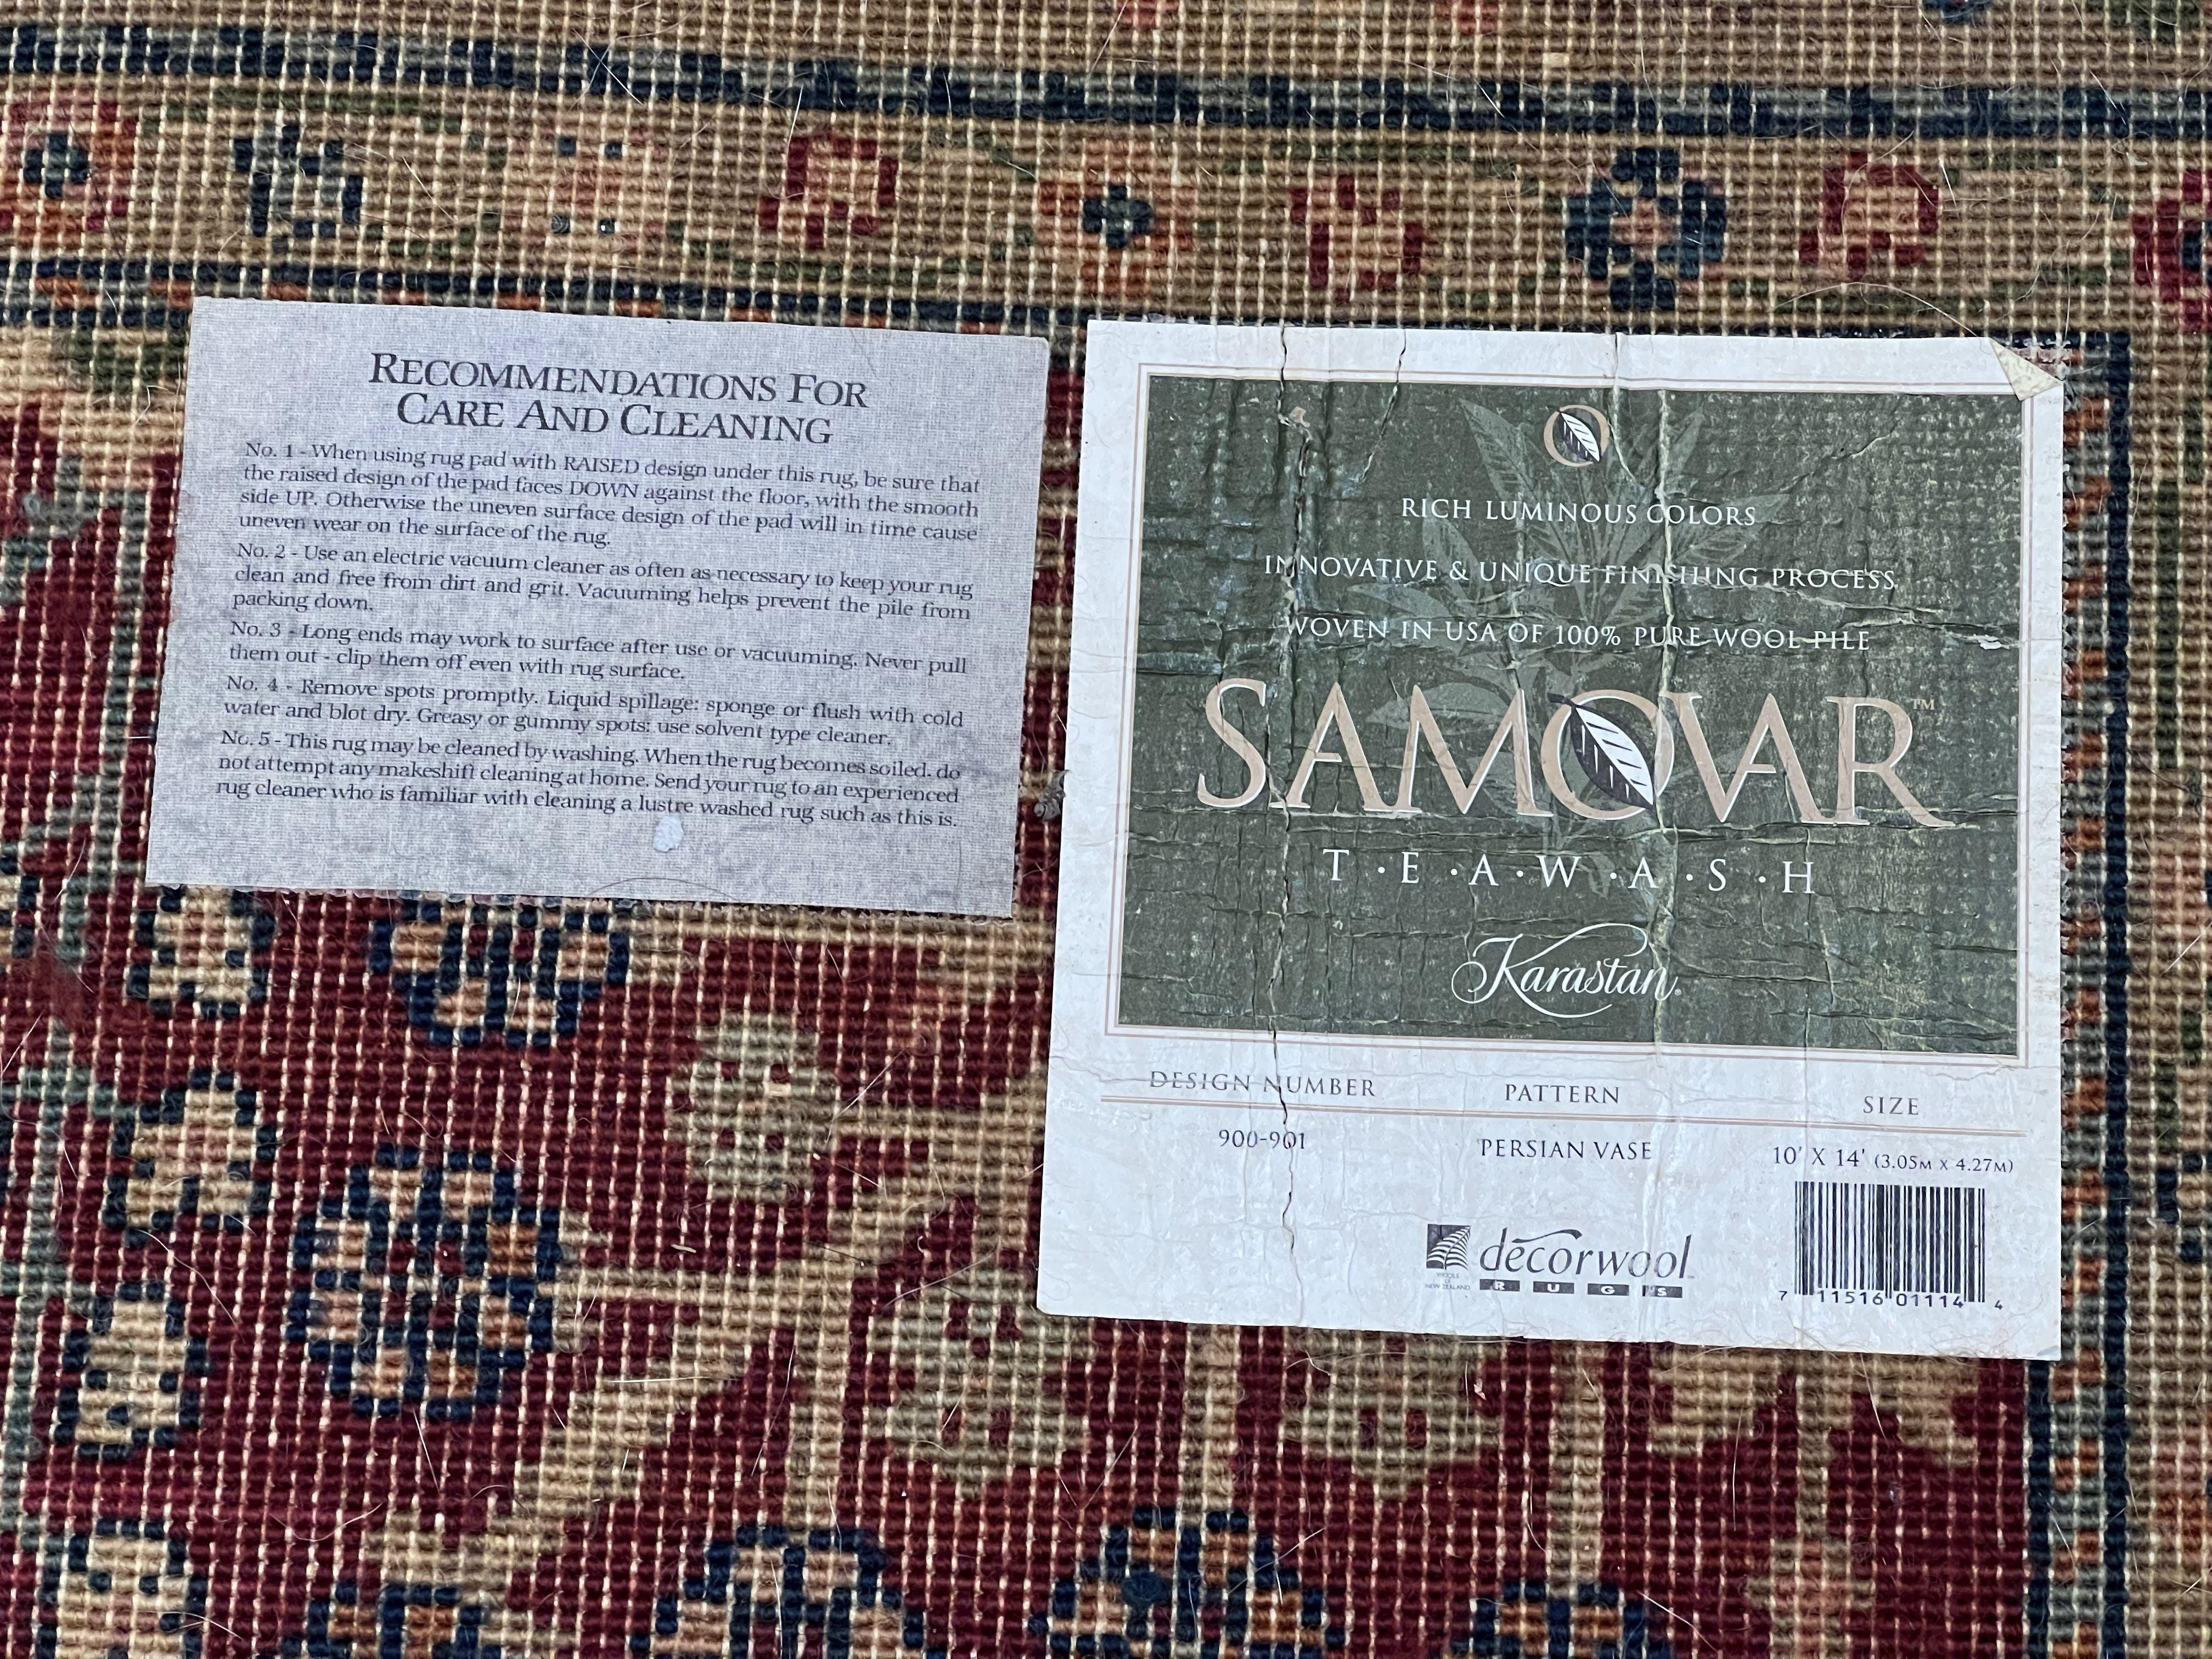 RECOMMENDATIONS FOR
CARE AND CLEANING
No. 1 - When using rug pad with RAISED design under this rug, be sure that
the raised design of the pad faces DOWN against the floor, with the smooth
side UP. Otherwise the uneven surface design of the pad will in time cause
uneven wear on the surface of the rug.
No. 2 - Use an electric vacuum cleaner as often as necessary to keep your rug
clean and free from dirt and grit. Vacuuming helps prevent the pile from
packing down.
No. 3 - Long ends may work to surface after use or vacuuming. Never pull
them out - clip them off even with rug surface.
No. 4 - Remove spots promptly. Liquid spillage: sponge or flush with cold
water and blot dry. Greasy or gummy spots: use solvent type cleaner.
No. 5 - This rug may be cleaned by washing. When the rug becomes soiled, do
not attempt any makeshift cleaning at home. Send your rug to an experienced
rug cleaner who is familiar with cleaning a lustre washed rug such as this is.
RICH LUMINOUS COLORS
INNOVATIVE & UNIQUE FINISHING PROCESS
WOVEN IN USA OF 100% PURE WOOL PILE
SAMOVAR™
T·E·A·W·A·S·H
Karastan®
DESIGN NUMBER PATTERN SIZE
900-901 PERSIAN VASE 10' X 14' (3.05M X 4.27M)
decorwool
RUGS
WOOLS
OF
NEW ZEALAND
7 11516 01114 4